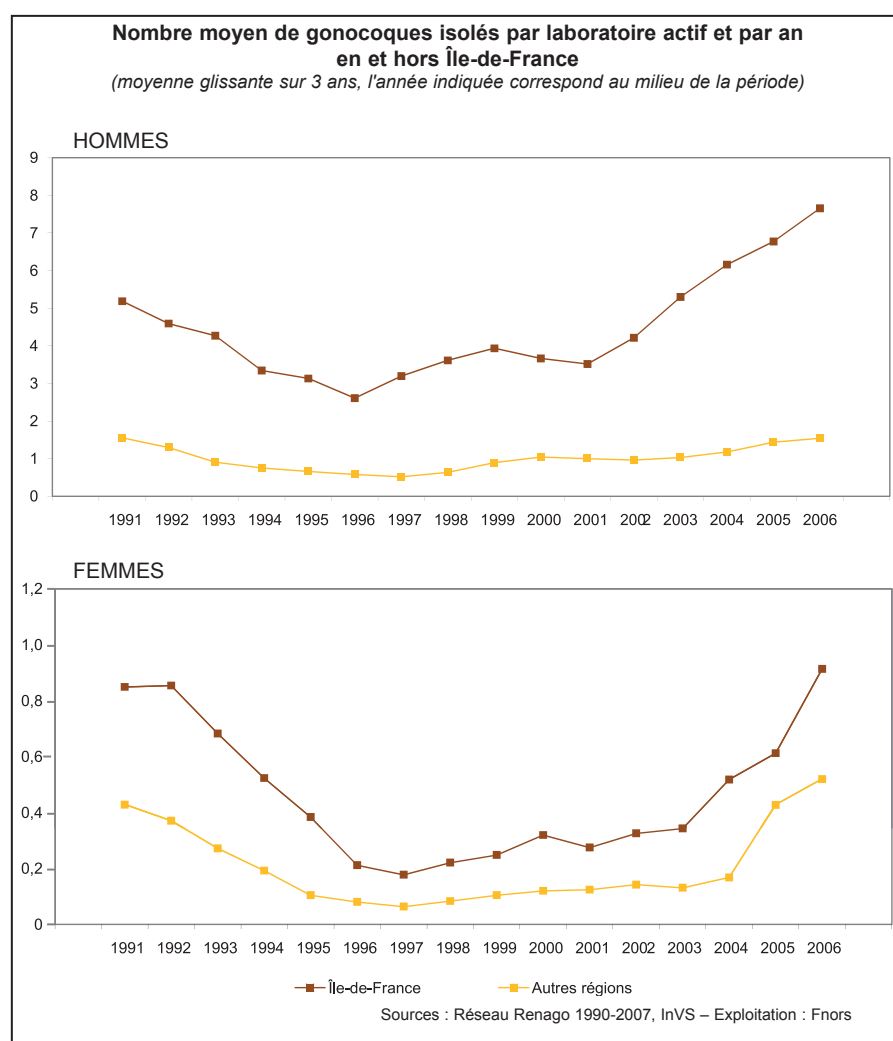 Nombre moyen de gonocoques isolés par laboratoire actif et par an
en et hors Île-de-France
(moyenne glissante sur 3 ans, l'année indiquée correspond au milieu de la période)
HOMMES
9
8
7
6
5
4
3
2
1
0
1991 1992 1993 1994 1995 1996 1997 1998 1999 2000 2001 2002 2003 2004 2005 2006
FEMMES
1,2
1,0
0,8
0,6
0,4
0,2
0
1991 1992 1993 1994 1995 1996 1997 1998 1999 2000 2001 2002 2003 2004 2005 2006
Île-de-France Autres régions
Sources : Réseau Renago 1990-2007, InVS – Exploitation : Fnors